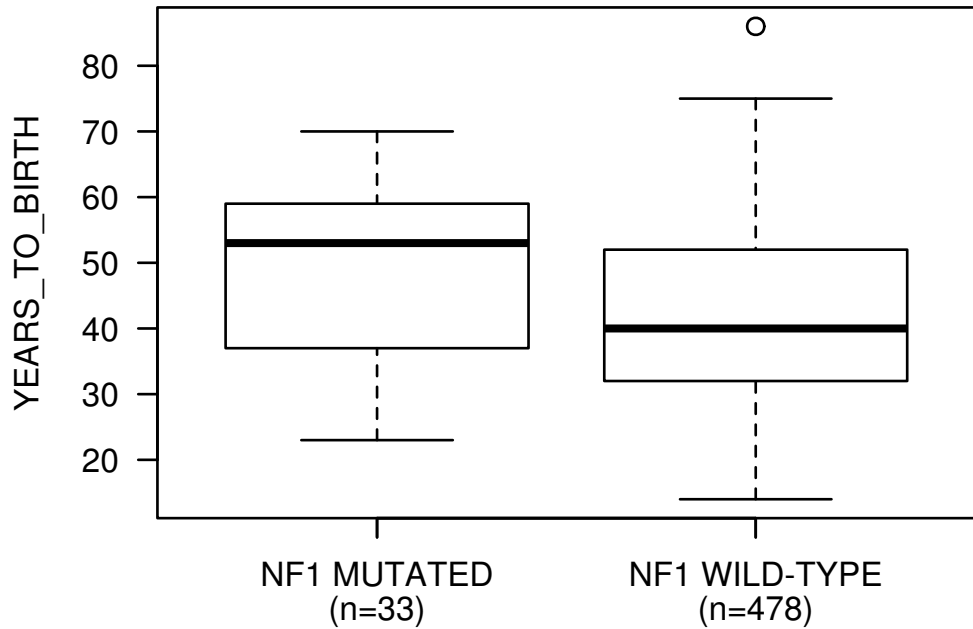 YEARS_TO_BIRTH
80
70
60
50
40
30
20
NF1 MUTATED
(n=33)
NF1 WILD-TYPE
(n=478)